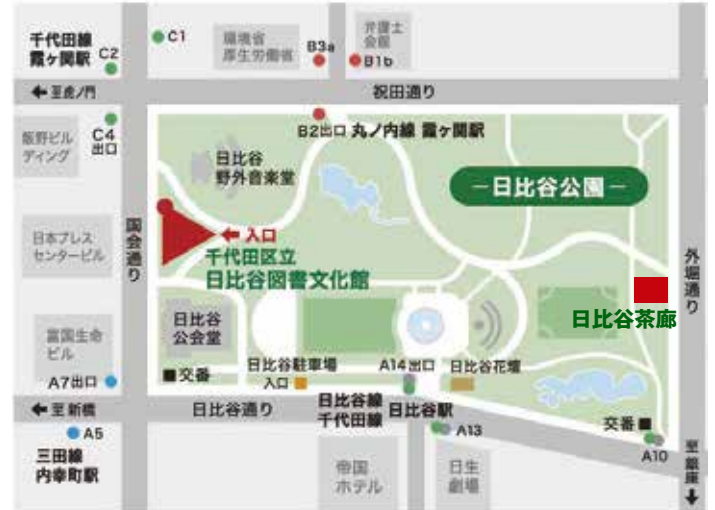 千代田線
霞ヶ関駅 C2
C1
環境省
厚生労働省
B3a
弁護士
会館
B1b
←至虎ノ門
祝田通り
飯野ビル
ディング
C4
出口
B2出口 丸ノ内線 霞ヶ関駅
日比谷
野外音楽堂
－日比谷公園－
国会通り
外堀通り
←入口
千代田区立
日比谷図書文化館
日本プレス
センタービル
日比谷茶廊
富国生命
ビル
日比谷
公会堂
A7出口
■交番
日比谷駐車場
入口
A14出口
日比谷花壇
←至新橋
日比谷通り
日比谷線
千代田線
日比谷駅
交番■
A5
A13
A10
三田線
内幸町駅
帝国
ホテル
日生
劇場
至銀座
↓